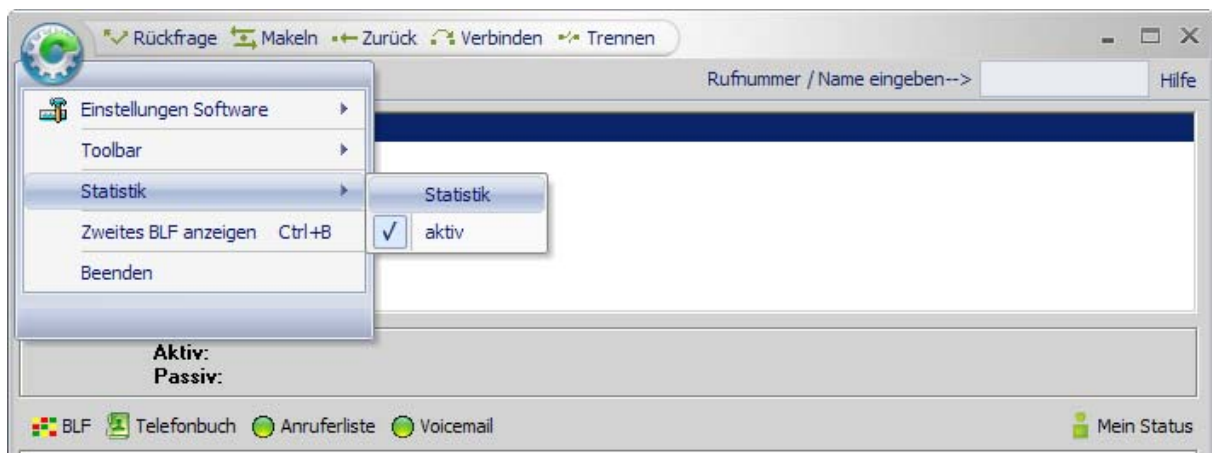 Rückfrage Makeln Zurück Verbinden Trennen
Rufnummer / Name eingeben--> Hilfe
Einstellungen Software
Toolbar
Statistik
Statistik
Zweites BLF anzeigen Ctrl+B
aktiv
Beenden
Aktiv:
Passiv:
BLF Telefonbuch Anruferliste Voicemail Mein Status